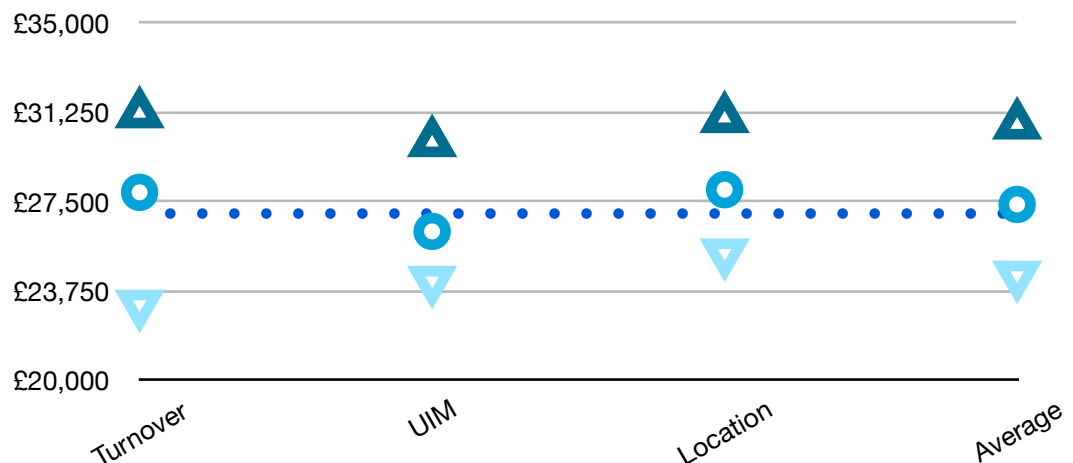 £35,000
£31,250
£27,500
£23,750
£20,000
Turnover
UIM
Location
Average